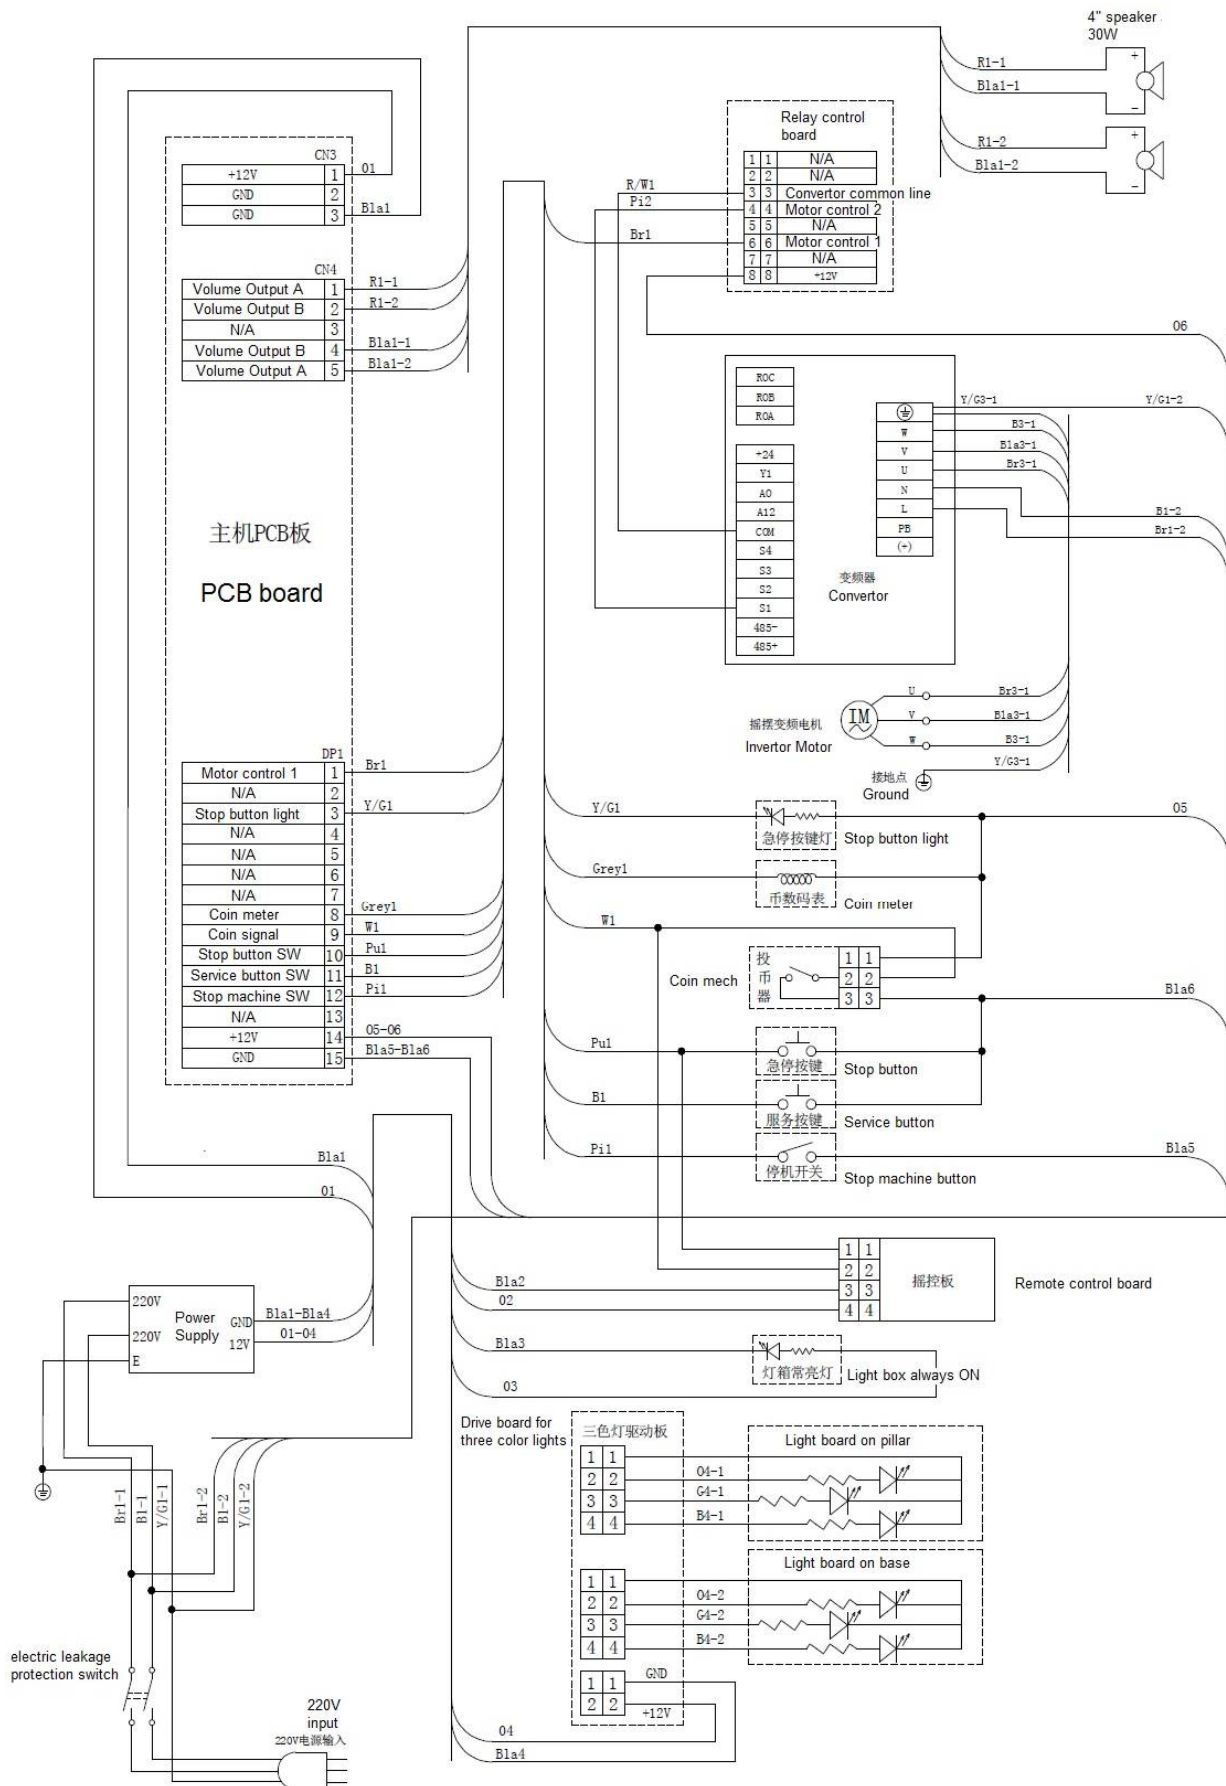 4" speaker
30W
R1-1
+
Bla1-1
-
R1-2
+
Bla1-2
-
Relay control
board
1 1 N/A
2 2 N/A
R/W1 3 3 Convertor common line
Pi2 4 4 Motor control 2
5 5 N/A
Br1 6 6 Motor control 1
7 7 N/A
8 8 +12V
O6
CN3
+12V 1 O1
GND 2
GND 3 Bla1
CN4
Volume Output A 1 R1-1
Volume Output B 2 R1-2
N/A 3
Volume Output B 4 Bla1-1
Volume Output A 5 Bla1-2
主机PCB板
PCB board
ROC
ROB
ROA
+24
Y1
AO
A12
COM
S4
S3
S2
S1
485-
485+
W
V
U
N
L
PB
(+)
变频器
Convertor
Y/G3-1 Y/G1-2
B3-1
Bla3-1
Br3-1
B1-2
Br1-2
摇摆变频电机
Invertor Motor
IM
U Br3-1
V Bla3-1
W B3-1
Y/G3-1
接地点
Ground
DP1
Motor control 1 1 Br1
N/A 2
Stop button light 3 Y/G1
N/A 4
N/A 5
N/A 6
N/A 7
Coin meter 8 Grey1
Coin signal 9 W1
Stop button SW 10 Pu1
Service button SW 11 B1
Stop machine SW 12 Pi1
N/A 13
+12V 14 O5-O6
GND 15 Bla5-Bla6
Y/G1 O5
急停按键灯 Stop button light
Grey1
币数码表 Coin meter
W1
Coin mech
投币器
1 1
2 2
3 3
Bla6
Pu1
急停按键 Stop button
B1
服务按键 Service button
Pi1 Bla5
停机开关 Stop machine button
Bla1
O1
1 1
2 2
3 3
4 4
摇控板
Remote control board
Bla2
O2
220V
220V
E
Power
Supply
GND
12V
Bla1-Bla4
O1-O4
Bla3
灯箱常亮灯 Light box always ON
O3
Drive board for
three color lights
三色灯驱动板
1 1
2 2
3 3
4 4
Light board on pillar
O4-1
G4-1
B4-1
Light board on base
1 1
2 2
3 3
4 4
O4-2
G4-2
B4-2
1 1 GND
2 2 +12V
O4
Bla4
Br1-1
B1-1
Y/G1-1
Br1-2
B1-2
Y/G1-2
electric leakage
protection switch
220V
input
220V电源输入